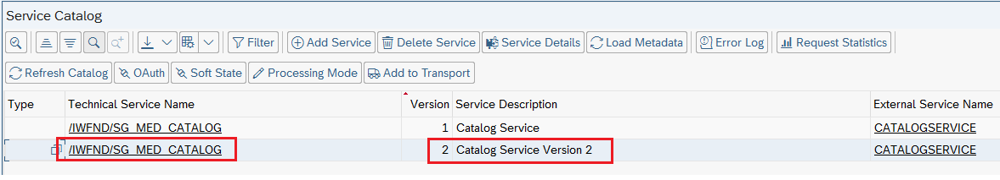 Service Catalog
Filter Add Service Delete Service Service Details Load Metadata Error Log Request Statistics
Refresh Catalog OAuth Soft State Processing Mode Add to Transport
Type Technical Service Name Version Service Description External Service Name
/IWFND/SG_MED_CATALOG 1 Catalog Service CATALOGSERVICE
/IWFND/SG_MED_CATALOG 2 Catalog Service Version 2 CATALOGSERVICE